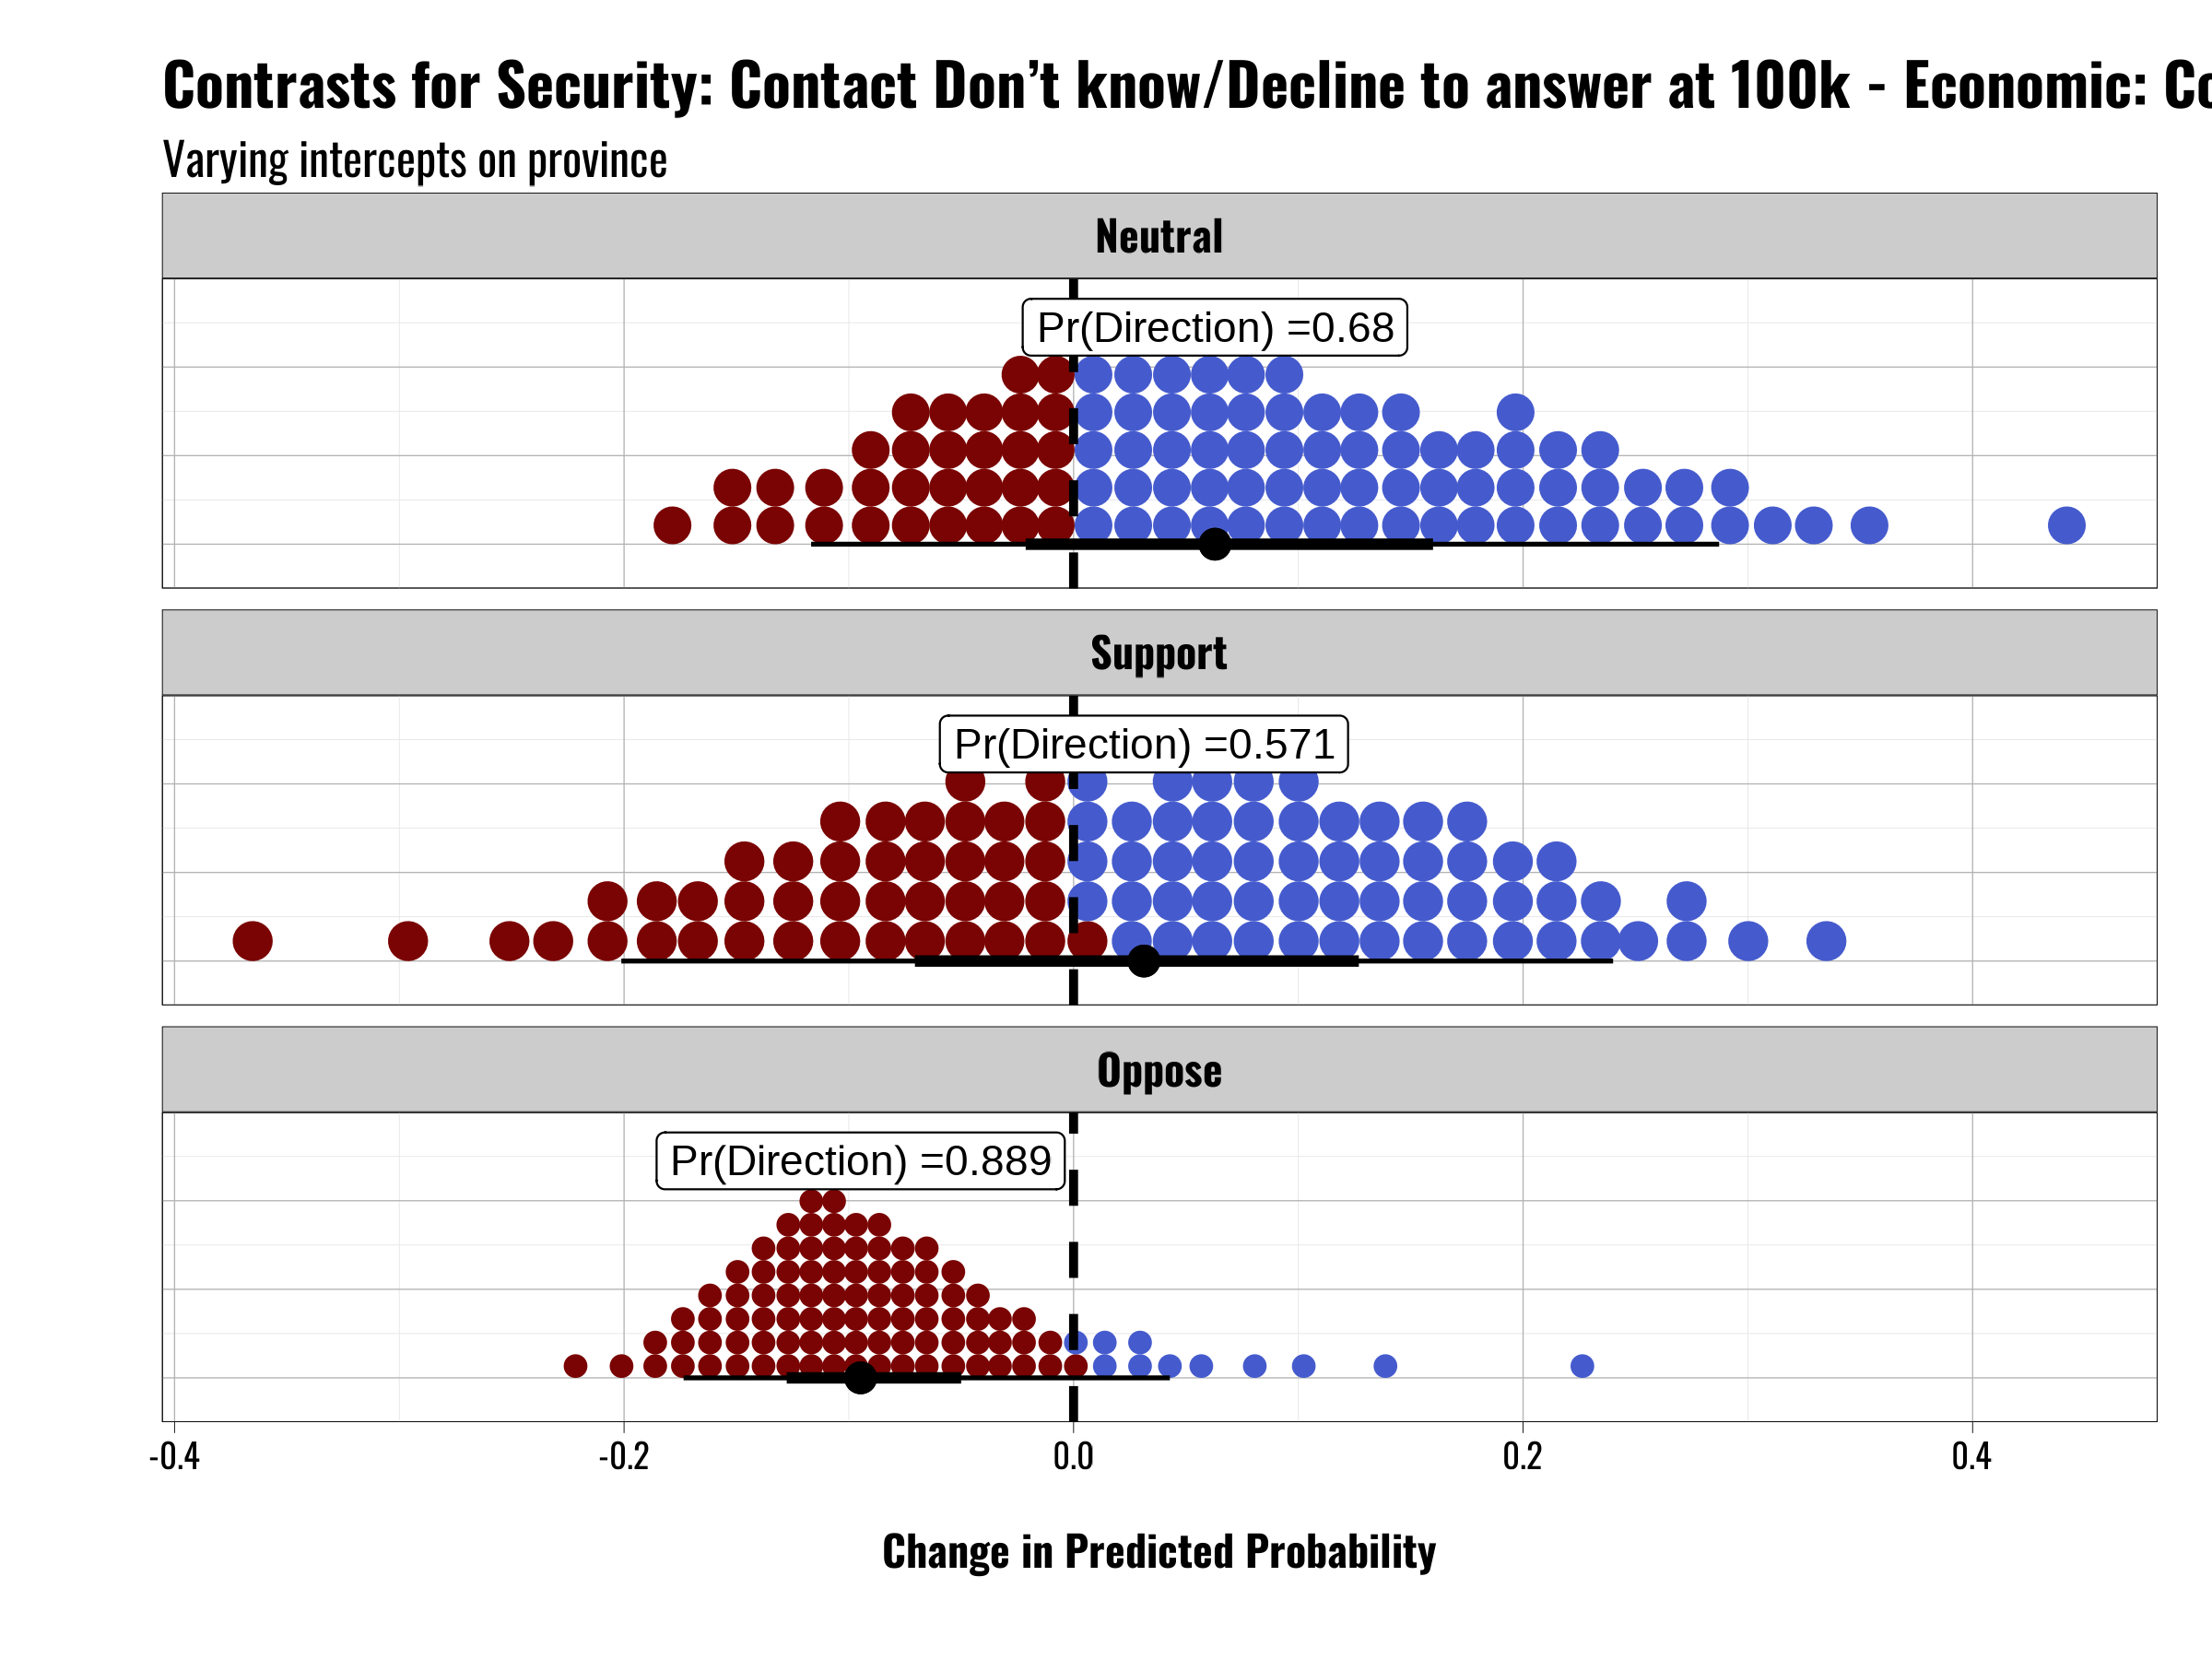 Contrasts for Security: Contact Don’t know/Decline to answer at 100k - Economic:
Varying intercepts on province
Neutral
Pr(Direction) =0.68
Support
Pr(Direction) =0.571
Oppose
Pr(Direction) =0.889
-0.4 -0.2 0.0 0.2 0.4
Change in Predicted Probability